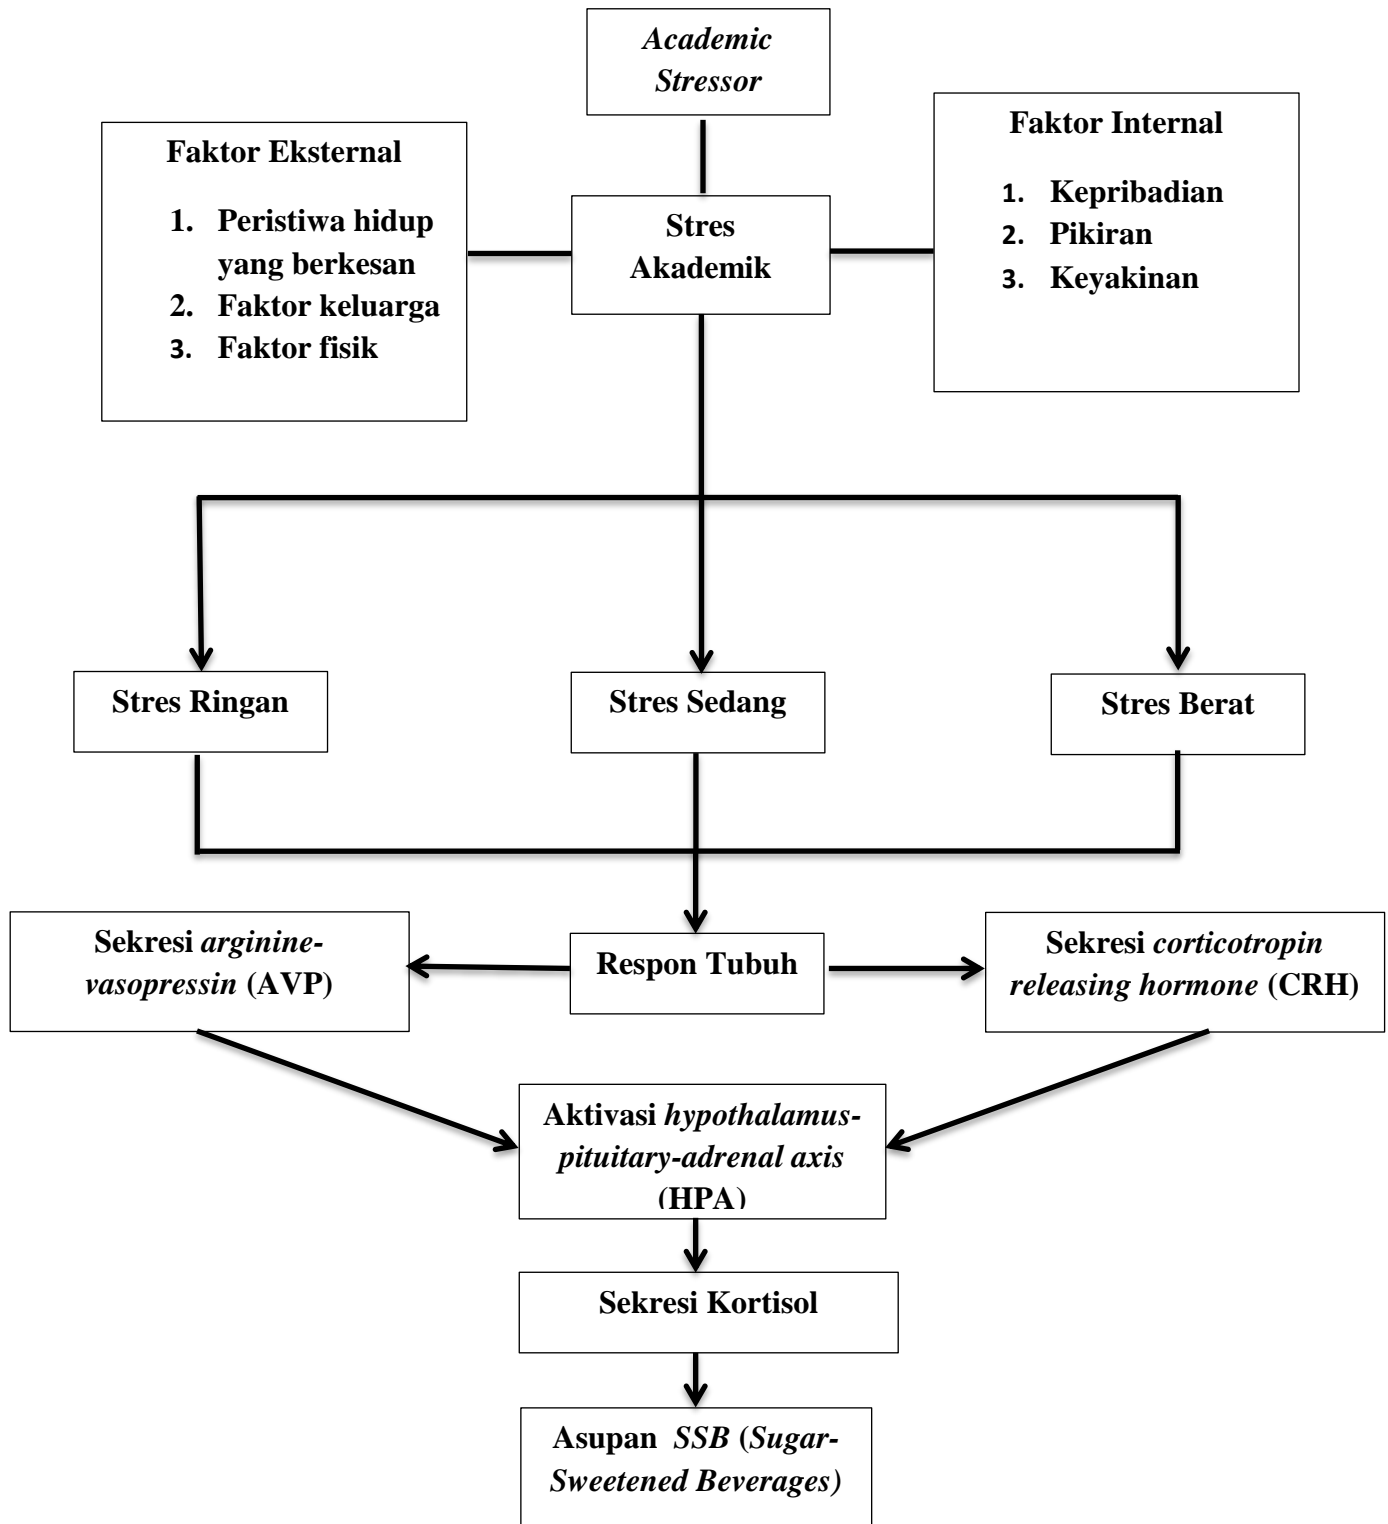 Academic
Stressor
Faktor Eksternal
1. Peristiwa hidup
yang berkesan
2. Faktor keluarga
3. Faktor fisik
Stres
Akademik
Faktor Internal
1. Kepribadian
2. Pikiran
3. Keyakinan
Stres Ringan
Stres Sedang
Stres Berat
Sekresi arginine-
vasopressin (AVP)
Respon Tubuh
Sekresi corticotropin
releasing hormone (CRH)
Aktivasi hypothalamus-
pituitary-adrenal axis
(HPA)
Sekresi Kortisol
Asupan SSB (Sugar-
Sweetened Beverages)